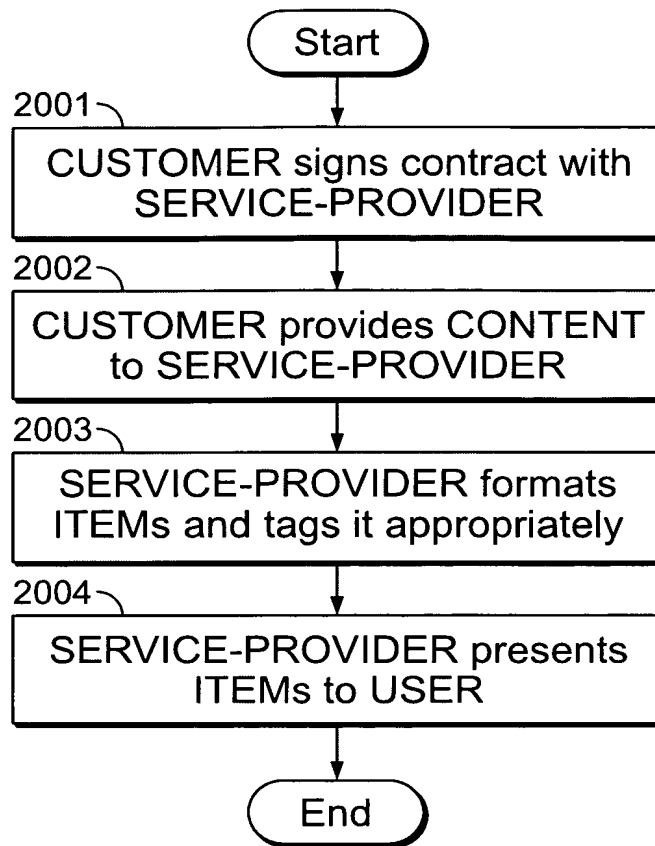 Start
2001
CUSTOMER signs contract with
SERVICE-PROVIDER
2002
CUSTOMER provides CONTENT
to SERVICE-PROVIDER
2003
SERVICE-PROVIDER formats
ITEMs and tags it appropriately
2004
SERVICE-PROVIDER presents
ITEMs to USER
End